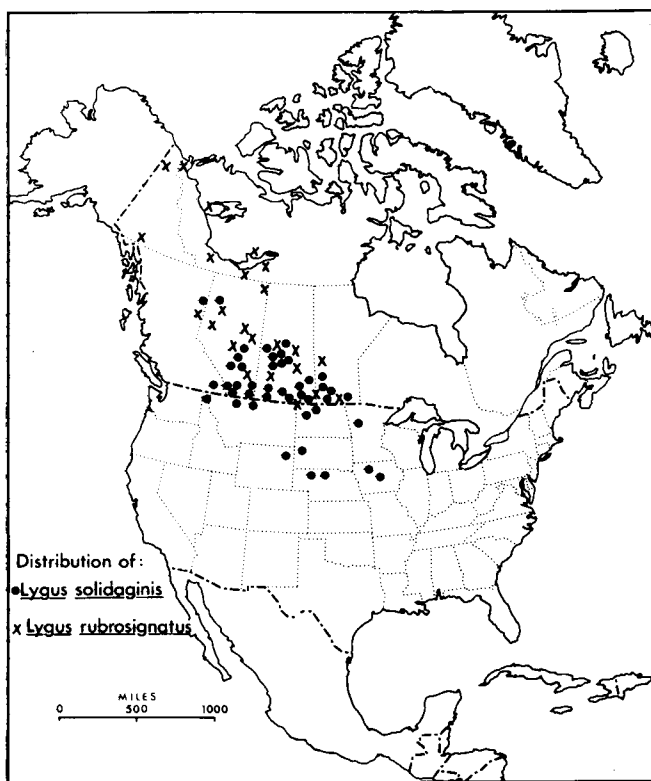 Distribution of:
●Lygus solidaginis
x Lygus rubrosignatus
MILES
0 500 1000